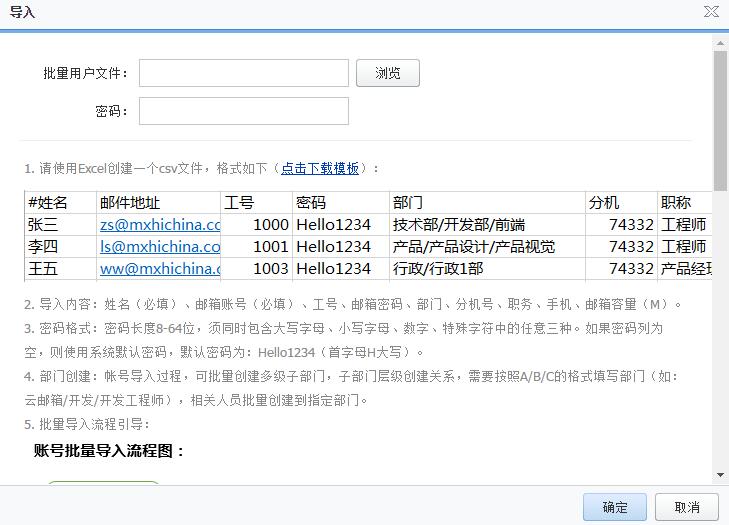 导入
批量用户文件： 浏览
密码：
1. 请使用Excel创建一个csv文件，格式如下（点击下载模板）：
#姓名 邮件地址 工号 密码 部门 分机 职称
张三 zs@mxhichina.cc 1000 Hello1234 技术部/开发部/前端 74332 工程师
李四 ls@mxhichina.co 1001 Hello1234 产品/产品设计/产品视觉 74332 工程师
王五 ww@mxhichina.c 1003 Hello1234 行政/行政1部 74332 产品经理
2. 导入内容：姓名（必填）、邮箱账号（必填）、工号、邮箱密码、部门、分机号、职务、手机、邮箱容量（M）。
3. 密码格式：密码长度8-64位，须同时包含大写字母、小写字母、数字、特殊字符中的任意三种。如果密码列为
空，则使用系统默认密码，默认密码为：Hello1234（首字母H大写）。
4. 部门创建：帐号导入过程，可批量创建多级子部门，子部门层级创建关系，需要按照A/B/C的格式填写部门（如：
云邮箱/开发/开发工程师），相关人员批量创建到指定部门。
5. 批量导入流程引导：
账号批量导入流程图：
确定 取消